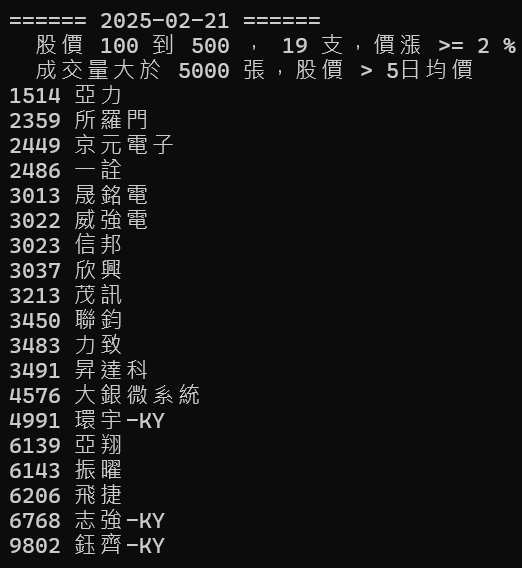 ====== 2025-02-21 ======
股價 100 到 500 ， 19 支，價漲 >= 2 %
成交量大於 5000 張，股價 > 5日均價
1514 亞力
2359 所羅門
2449 京元電子
2486 一詮
3013 晟銘電
3022 威強電
3023 信邦
3037 欣興
3213 茂訊
3450 聯鈞
3483 力致
3491 昇達科
4576 大銀微系統
4991 環宇-KY
6139 亞翔
6143 振曜
6206 飛捷
6768 志強-KY
9802 鈺齊-KY